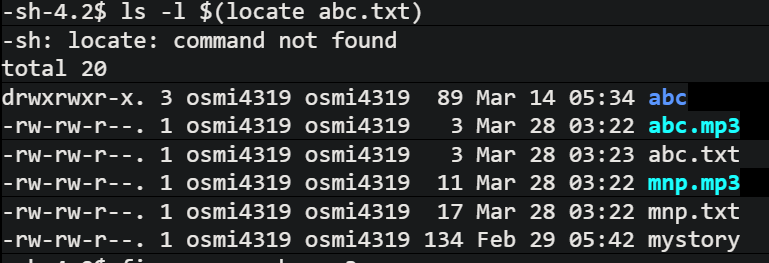 -sh-4.2$ ls -l $(locate abc.txt)
-sh: locate: command not found
total 20
drwxrwxr-x. 3 osmi4319 osmi4319  89 Mar 14 05:34 abc
-rw-rw-r--. 1 osmi4319 osmi4319   3 Mar 28 03:22 abc.mp3
-rw-rw-r--. 1 osmi4319 osmi4319   3 Mar 28 03:23 abc.txt
-rw-rw-r--. 1 osmi4319 osmi4319  11 Mar 28 03:22 mnp.mp3
-rw-rw-r--. 1 osmi4319 osmi4319  17 Mar 28 03:22 mnp.txt
-rw-rw-r--. 1 osmi4319 osmi4319 134 Feb 29 05:42 mystory